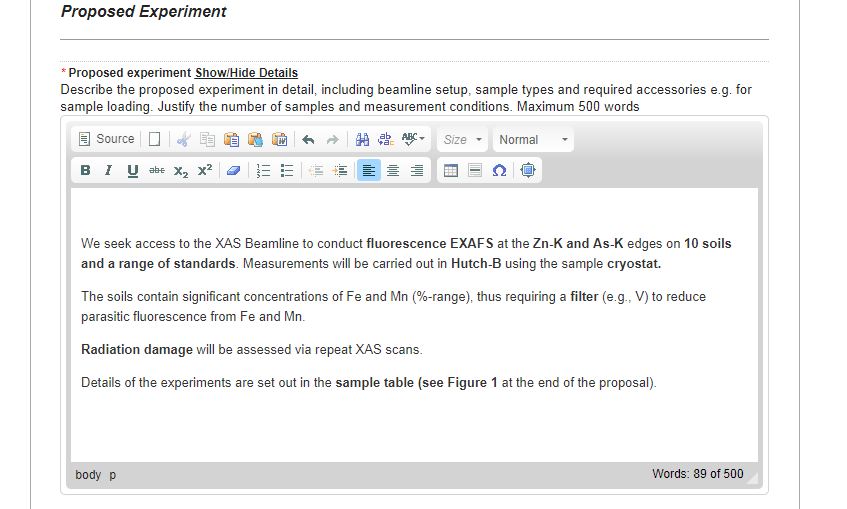 Proposed Experiment
* Proposed experiment Show/Hide Details
Describe the proposed experiment in detail, including beamline setup, sample types and required accessories e.g. for
sample loading. Justify the number of samples and measurement conditions. Maximum 500 words
Source
ABC
Size
Normal
B I U abc X₂ X²
We seek access to the XAS Beamline to conduct fluorescence EXAFS at the Zn-K and As-K edges on 10 soils
and a range of standards. Measurements will be carried out in Hutch-B using the sample cryostat.
The soils contain significant concentrations of Fe and Mn (%-range), thus requiring a filter (e.g., V) to reduce
parasitic fluorescence from Fe and Mn.
Radiation damage will be assessed via repeat XAS scans.
Details of the experiments are set out in the sample table (see Figure 1 at the end of the proposal).
body p
Words: 89 of 500